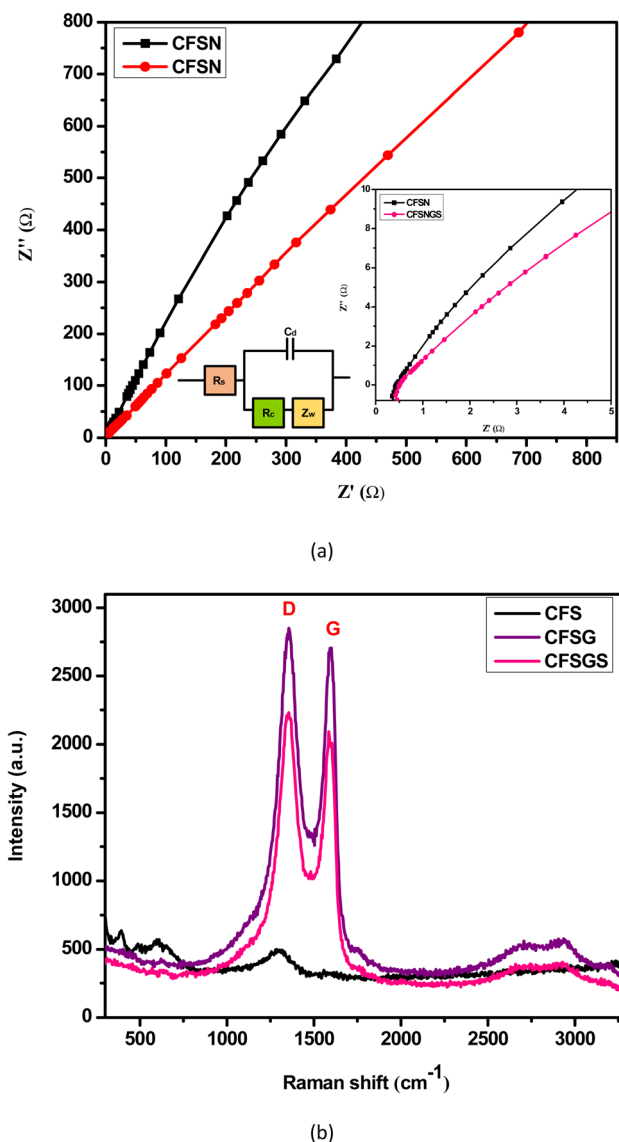 800
700
600
500
400
300
200
100
0
Z'' (Ω)
CFSN
CFSN
0 100 200 300 400 500 600 700 800
Z' (Ω)
10
8
6
4
2
0
Z'' (Ω)
CFSN
CFSNGS
0 1 2 3 4 5
Z' (Ω)
Cd
Rs
Rc
Zw
(a)
3000
2500
2000
1500
1000
500
0
Intensity (a.u.)
D
G
CFS
CFSG
CFSGS
500 1000 1500 2000 2500 3000
Raman shift (cm⁻¹)
(b)